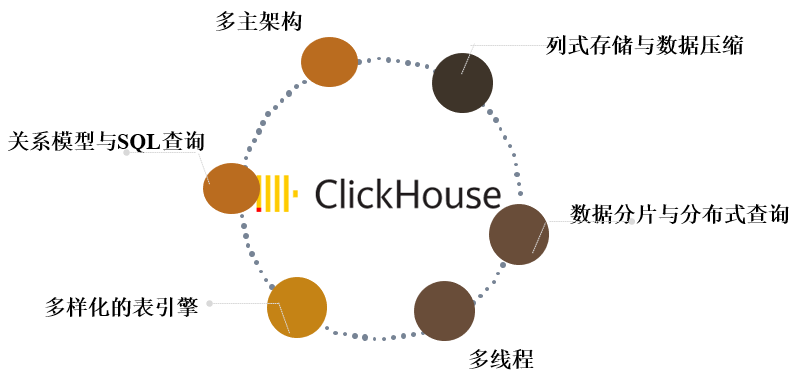 多主架构
列式存储与数据压缩
关系模型与SQL查询
ClickHouse
数据分片与分布式查询
多样化的表引擎
多线程